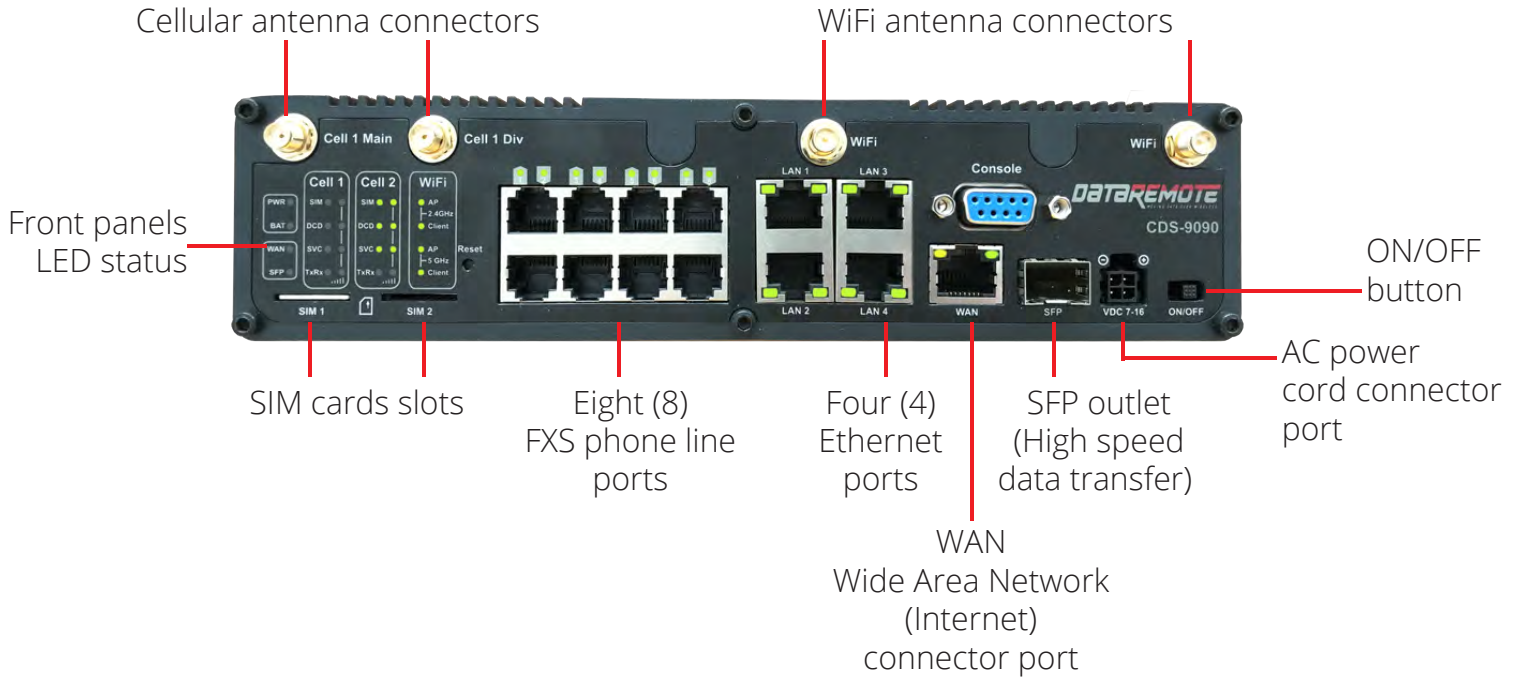 Cellular antenna connectors
WiFi antenna connectors
Cell 1 Main
Cell 1 Div
WiFi
WiFi
Cell 1
Cell 2
WiFi
PWR
BAT
WAN
SFP
SIM
DCD
SVC
TxRx
SIM
DCD
SVC
TxRx
AP
2.4GHz
Client
AP
5 GHz
Client
Reset
SIM 1
SIM 2
LAN 1
LAN 3
LAN 2
LAN 4
Console
WAN
DATAREMOTE
CDS-9090
SFP
VDC 7-16
ON/OFF
Front panels
LED status
ON/OFF
button
AC power
cord connector
port
SIM cards slots
Eight (8)
FXS phone line
ports
Four (4)
Ethernet
ports
SFP outlet
(High speed
data transfer)
WAN
Wide Area Network
(Internet)
connector port